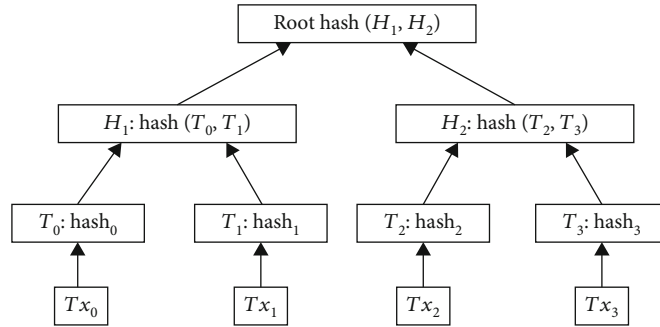 Root hash (H₁, H₂)
H₁: hash (T₀, T₁)
H₂: hash (T₂, T₃)
T₀: hash₀
T₁: hash₁
T₂: hash₂
T₃: hash₃
Tx₀
Tx₁
Tx₂
Tx₃